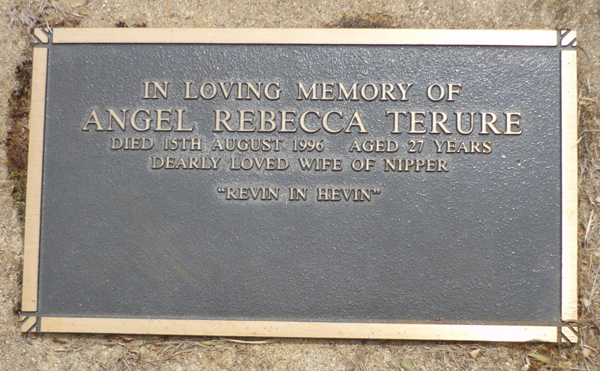 IN LOVING MEMORY OF
ANGEL REBECCA TERURE
DIED 15TH AUGUST 1996 AGED 27 YEARS
DEARLY LOVED WIFE OF NIPPER
"REVIN IN HEVIN"